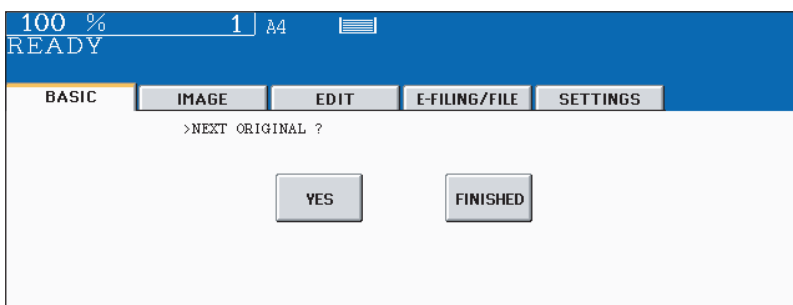 100 % 1 A4
READY
BASIC IMAGE EDIT E-FILING/FILE SETTINGS
>NEXT ORIGINAL ?
YES FINISHED